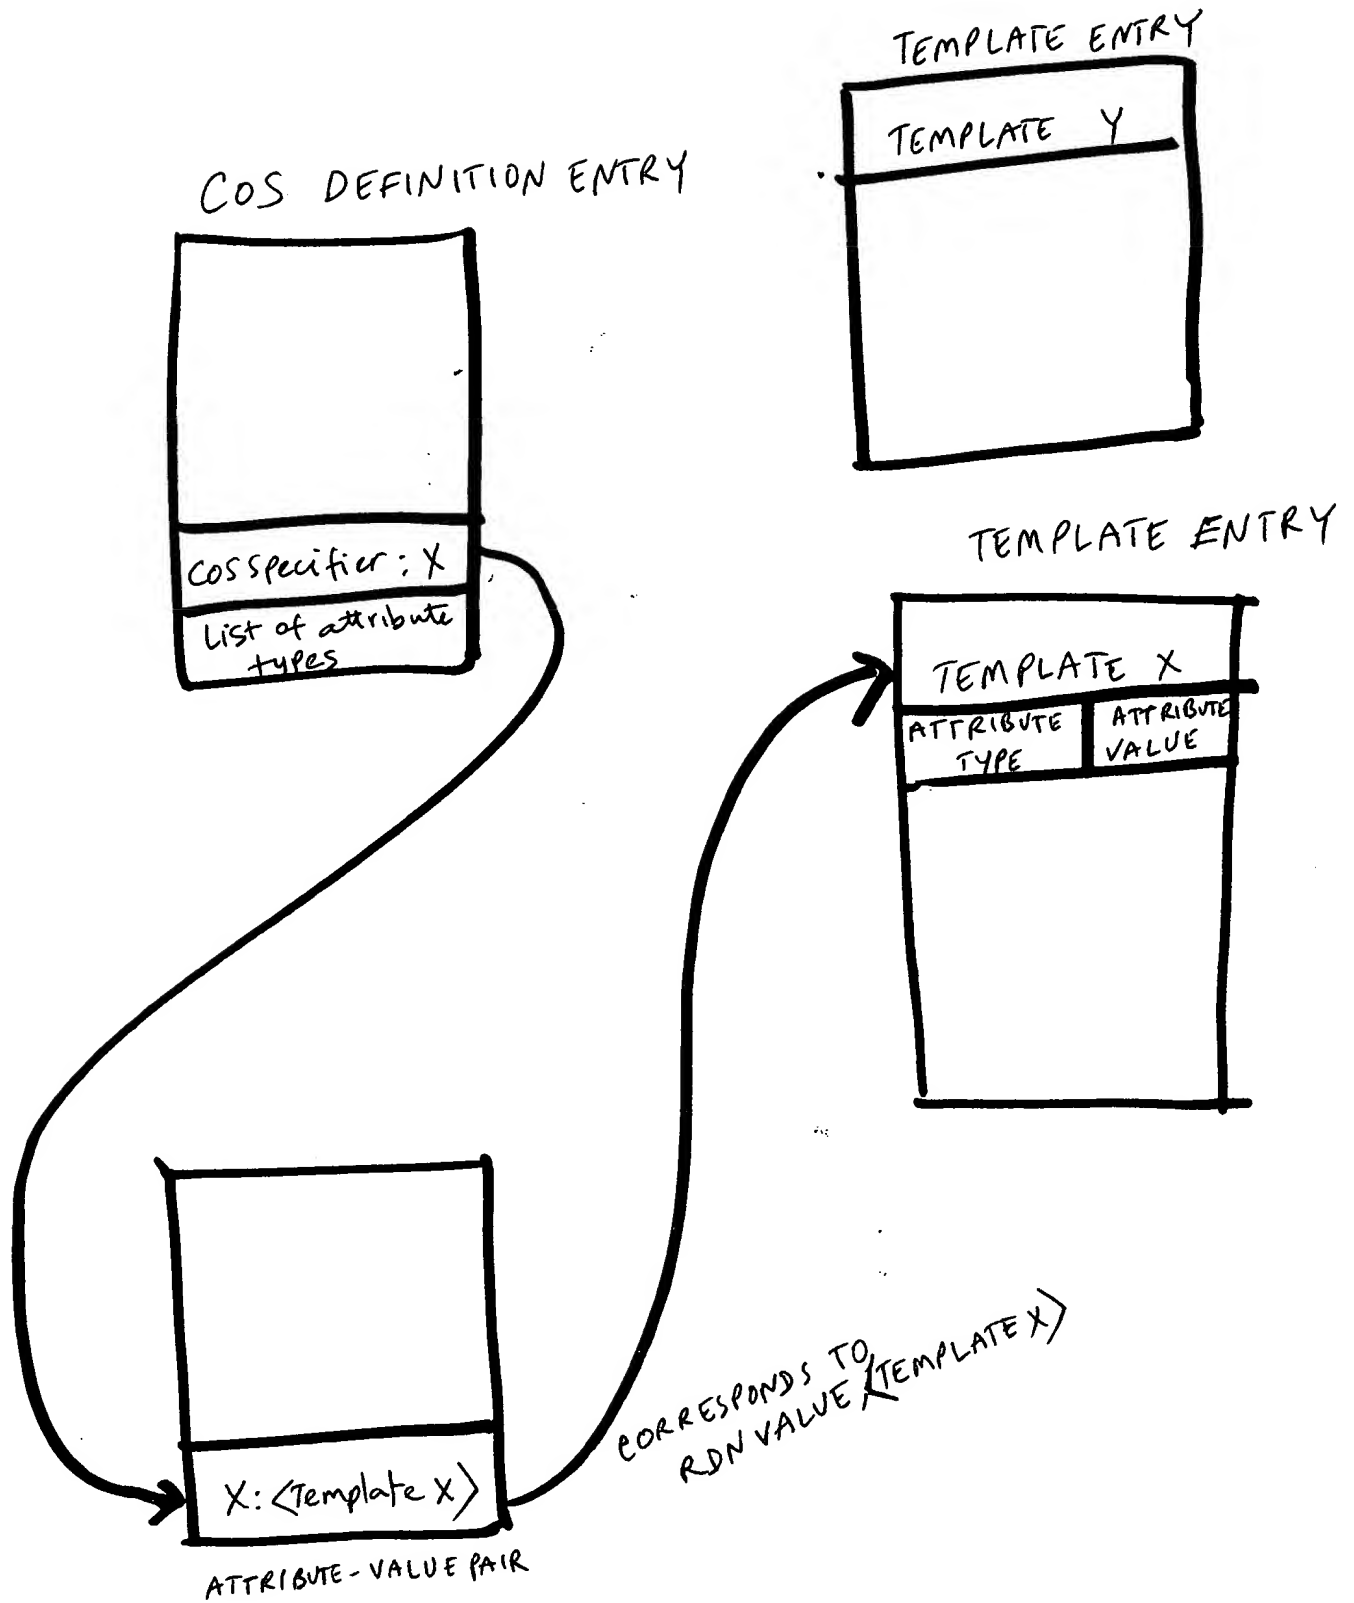 TEMPLATE ENTRY
TEMPLATE Y
COS DEFINITION ENTRY
cosspecifier: X
List of attribute
types
TEMPLATE ENTRY
TEMPLATE X
ATTRIBUTE
TYPE
ATTRIBUTE
VALUE
X: <Template X>
ATTRIBUTE-VALUE PAIR
CORRESPONDS TO
RDN VALUE <TEMPLATE X>